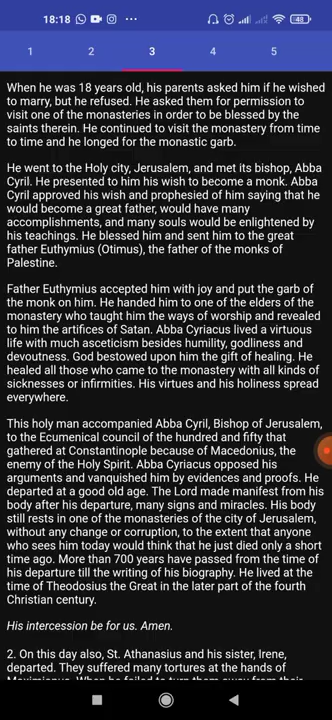 18:18
48
1 2 3 4 5
When he was 18 years old, his parents asked him if he wished
to marry, but he refused. He asked them for permission to
visit one of the monasteries in order to be blessed by the
saints therein. He continued to visit the monastery from time
to time and he longed for the monastic garb.
He went to the Holy city, Jerusalem, and met its bishop, Abba
Cyril. He presented to him his wish to become a monk. Abba
Cyril approved his wish and prophesied of him saying that he
would become a great father, would have many
accomplishments, and many souls would be enlightened by
his teachings. He blessed him and sent him to the great
father Euthymius (Otimus), the father of the monks of
Palestine.
Father Euthymius accepted him with joy and put the garb of
the monk on him. He handed him to one of the elders of the
monastery who taught him the ways of worship and revealed
to him the artifices of Satan. Abba Cyriacus lived a virtuous
life with much asceticism besides humility, godliness and
devoutness. God bestowed upon him the gift of healing. He
healed all those who came to the monastery with all kinds of
sicknesses or infirmities. His virtues and his holiness spread
everywhere.
This holy man accompanied Abba Cyril, Bishop of Jerusalem,
to the Ecumenical council of the hundred and fifty that
gathered at Constantinople because of Macedonius, the
enemy of the Holy Spirit. Abba Cyriacus opposed his
arguments and vanquished him by evidences and proofs. He
departed at a good old age. The Lord made manifest from his
body after his departure, many signs and miracles. His body
still rests in one of the monasteries of the city of Jerusalem,
without any change or corruption, to the extent that anyone
who sees him today would think that he just died only a short
time ago. More than 700 years have passed from the time of
his departure till the writing of his biography. He lived at the
time of Theodosius the Great in the later part of the fourth
Christian century.
His intercession be for us. Amen.
2. On this day also, St. Athanasius and his sister, Irene,
departed. They suffered many tortures at the hands of
Maximianus. When he failed to turn them away from their